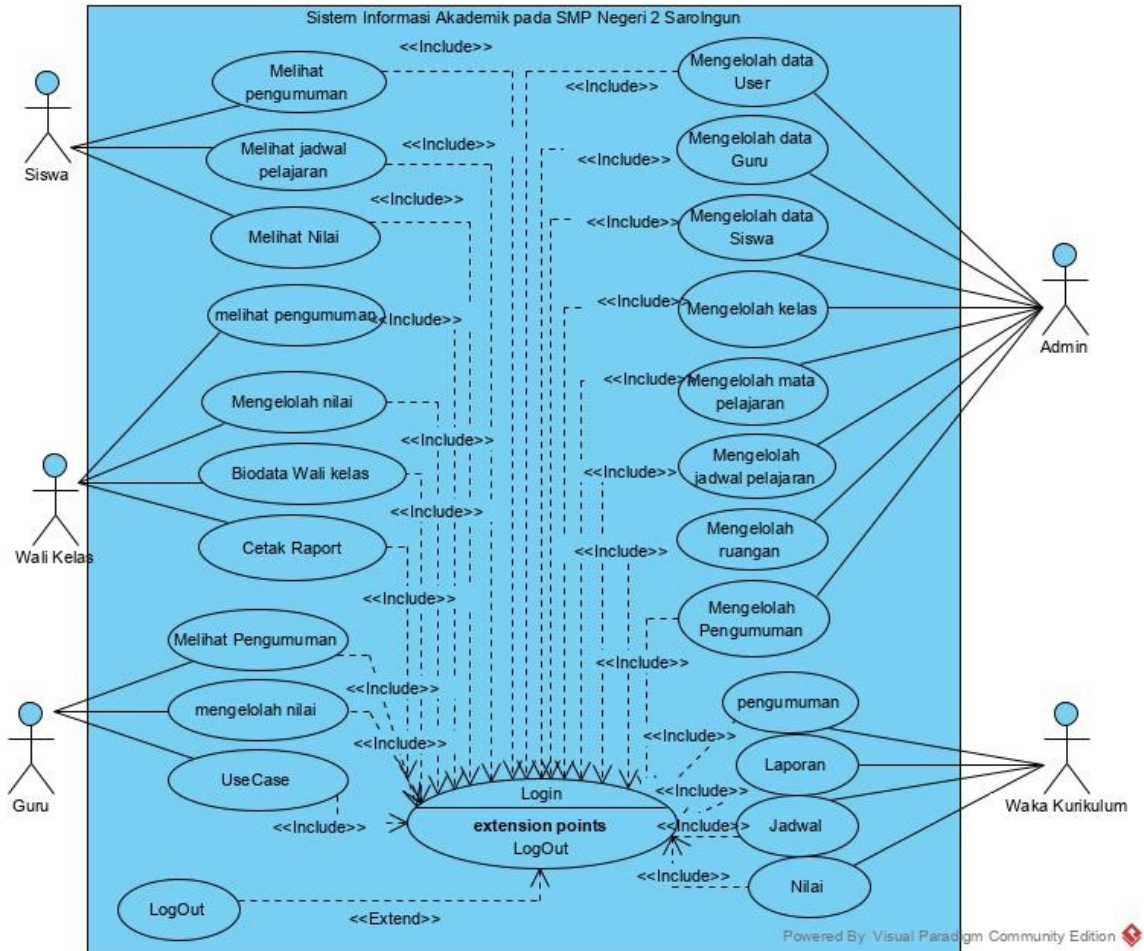 Sistem Informasi Akademik pada SMP Negeri 2 Sarolngun
<<Include>>
Melihat
pengumuman
Siswa
<<Include>>
Melihat jadwal
pelajaran
<<Include>>
Melihat Nilai
melihat pengumuman
<<Include>>
Mengelolah nilai
<<Include>>
Biodata Wali kelas
<<Include>>
Cetak Raport
<<Include>>
Wali Kelas
Melihat Pengumuman
<<Include>>
mengelolah nilai
<<Include>>
UseCase
<<Include>>
Guru
LogOut
<<Extend>>
Login
extension points
LogOut
Mengelolah data
User
<<Include>>
Mengelolah data
Guru
<<Include>>
Mengelolah data
Siswa
<<Include>>
Mengelolah kelas
<<Include>>
Mengelolah mata
pelajaran
<<Include>>
Mengelolah
jadwal pelajaran
<<Include>>
Mengelolah
ruangan
<<Include>>
Mengelolah
Pengumuman
<<Include>>
Admin
pengumuman
<<Include>>
Laporan
<<Include>>
Jadwal
<<Include>>
Nilai
<<Include>>
Waka Kurikulum
Powered By Visual Paradigm Community Edition